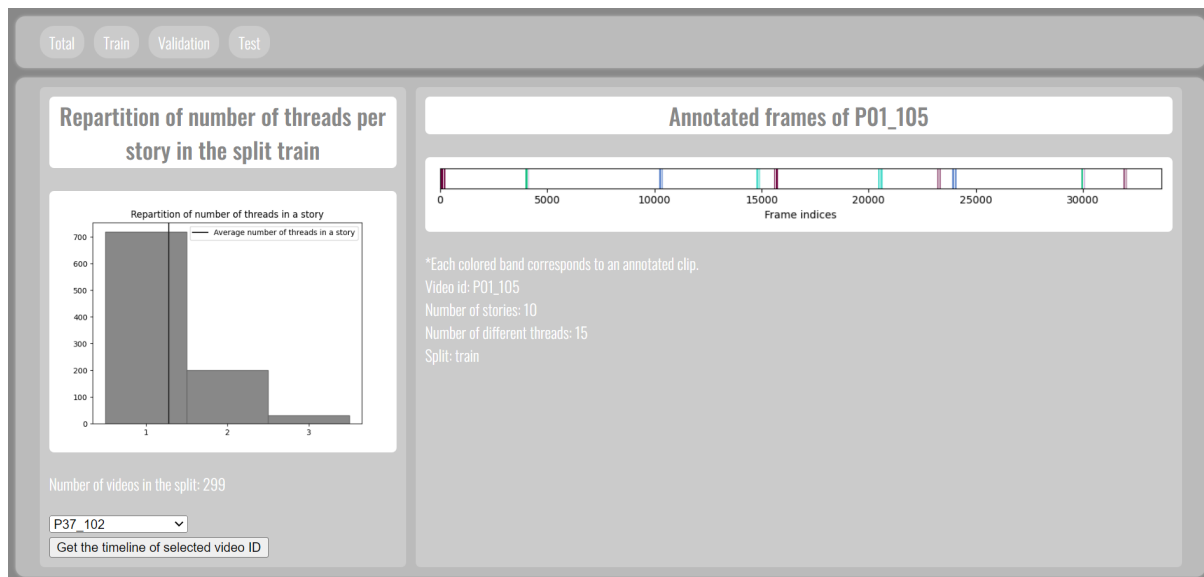 Total Train Validation Test
Repartition of number of threads per
story in the split train
Repartition of number of threads in a story
Average number of threads in a story
700
600
500
400
300
200
100
0
1 2 3
Number of videos in the split: 299
P37_102
Get the timeline of selected video ID
Annotated frames of P01_105
0 5000 10000 15000 20000 25000 30000
Frame indices
*Each colored band corresponds to an annotated clip.
Video id: P01_105
Number of stories: 10
Number of different threads: 15
Split: train